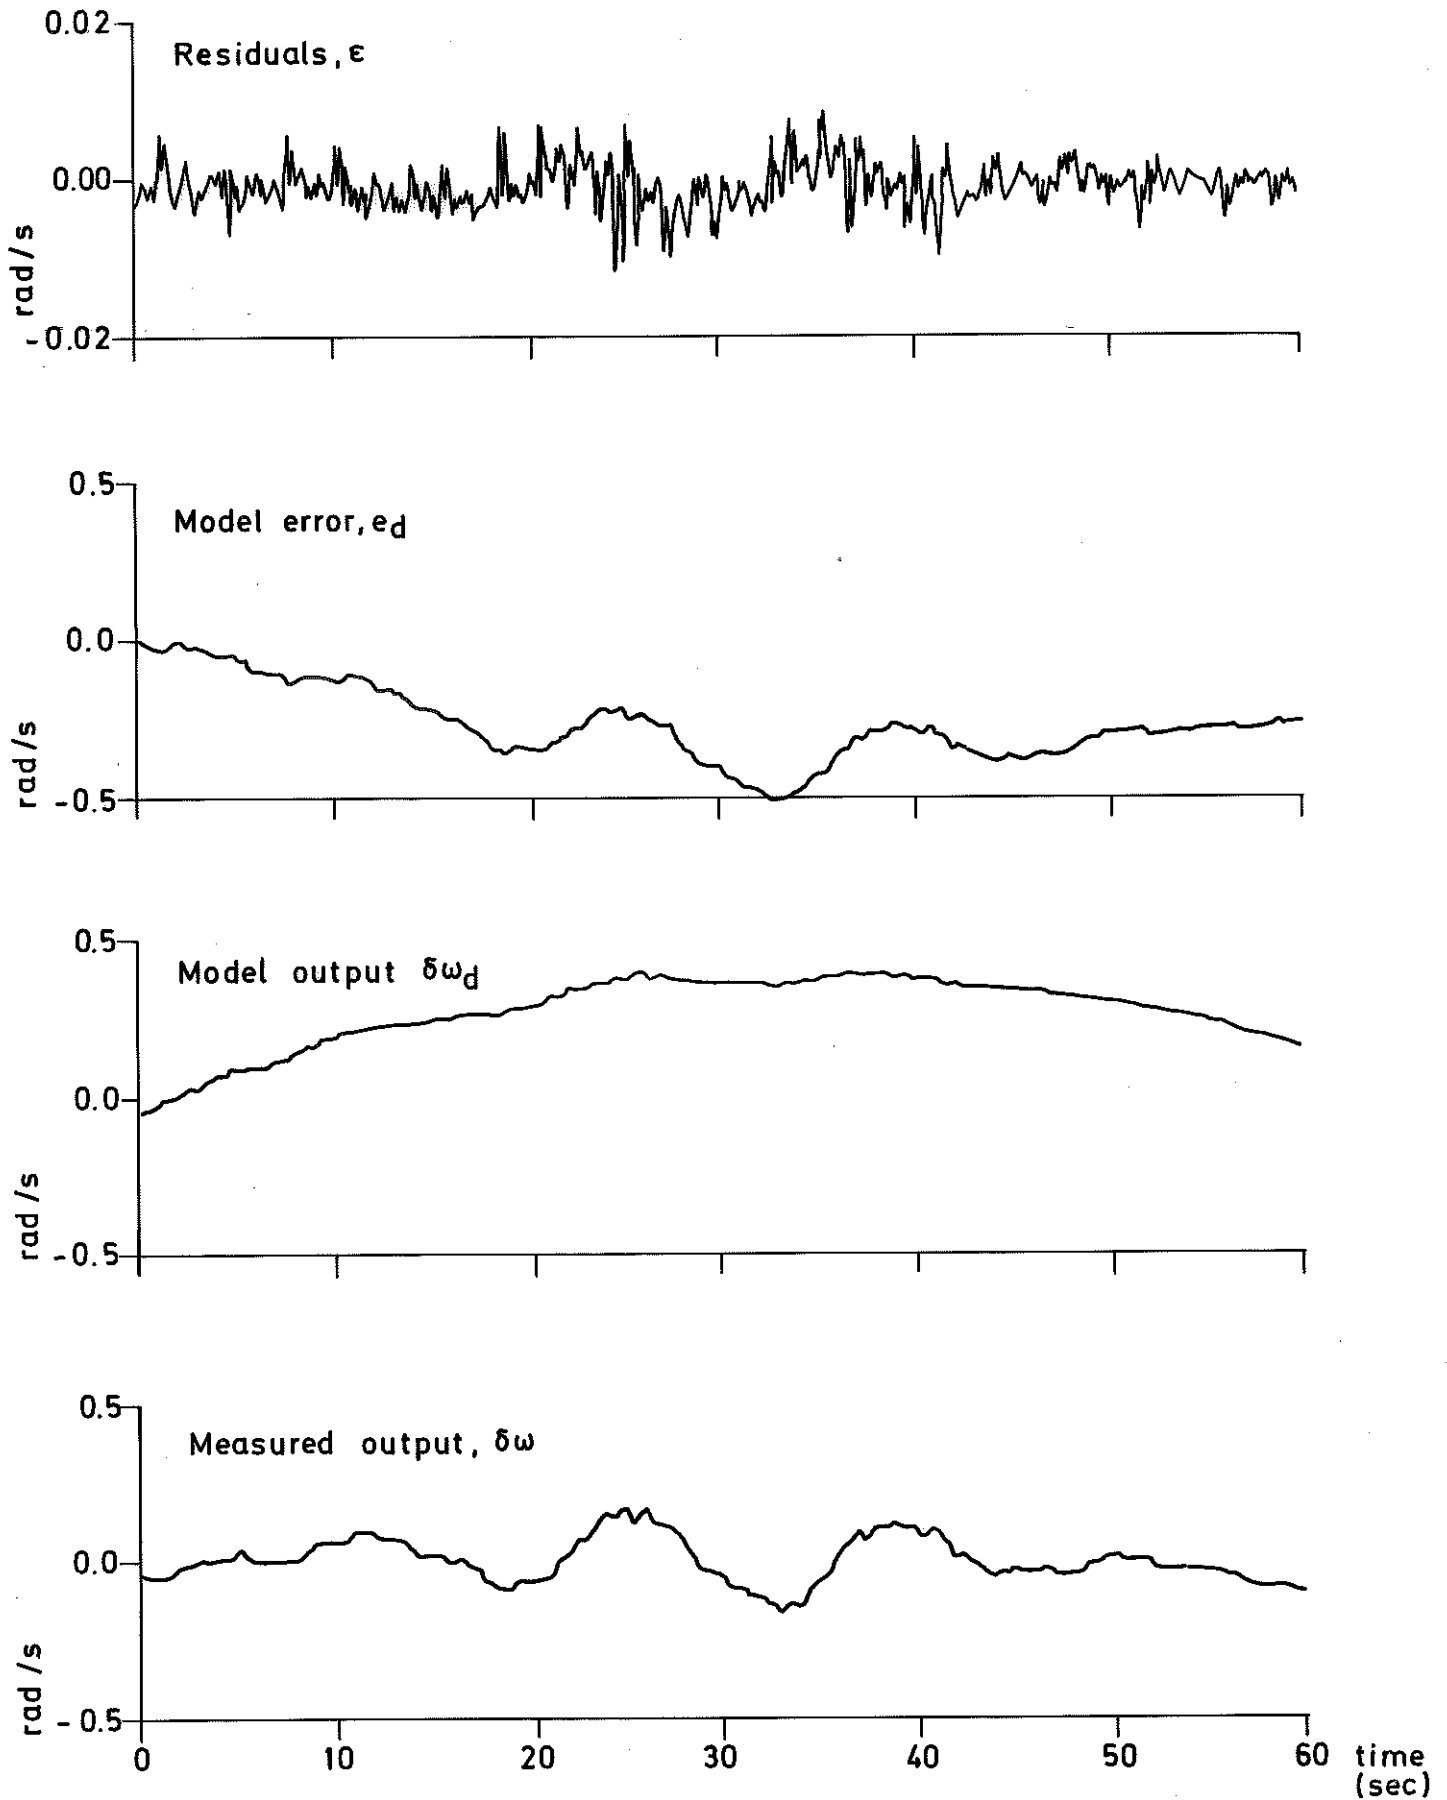 0.02
Residuals, ε
0.00
rad/s
-0.02
0.5
Model error, ed
0.0
rad/s
-0.5
0.5
Model output δωd
0.0
rad/s
-0.5
0.5
Measured output, δω
0.0
rad/s
-0.5
0 10 20 30 40 50 60 time
(sec)